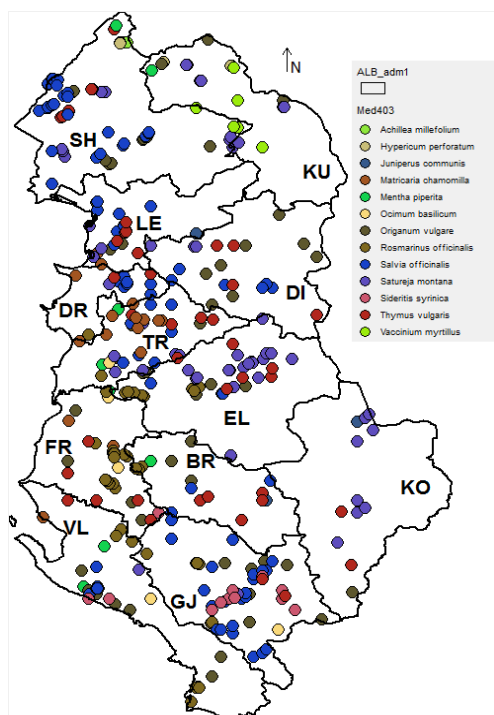 N
ALB_adm1
Med403
Achillea millefolium
Hypericum perforatum
Juniperus communis
Matricaria chamomilla
Mentha piperita
Ocimum basilicum
Origanum vulgare
Rosmarinus officinalis
Salvia officinalis
Satureja montana
Sideritis syrinica
Thymus vulgaris
Vaccinium myrtillus
SH
KU
LE
DI
DR
TR
EL
FR
BR
KO
VL
GJ